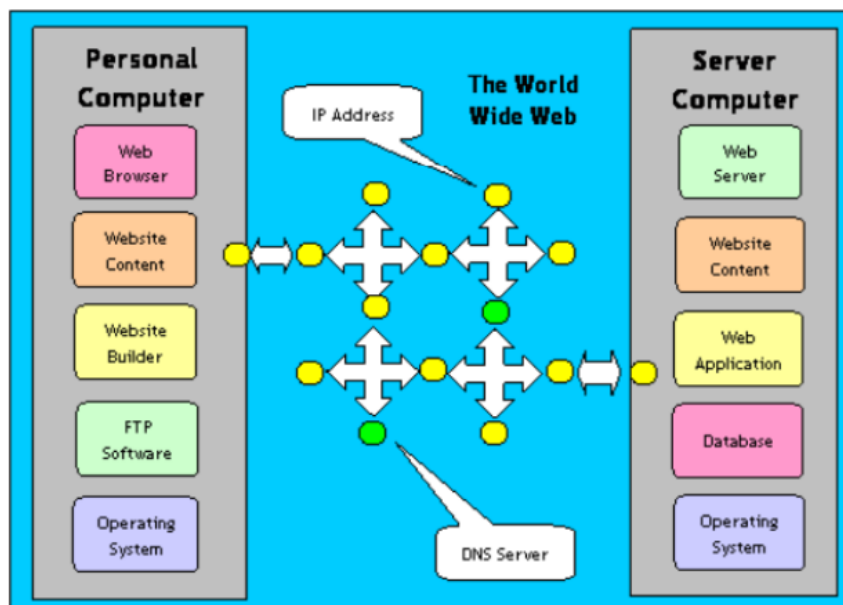 Personal
Computer
Web
Browser
Website
Content
Website
Builder
FTP
Software
Operating
System
IP Address
The World
Wide Web
DNS Server
Server
Computer
Web
Server
Website
Content
Web
Application
Database
Operating
System